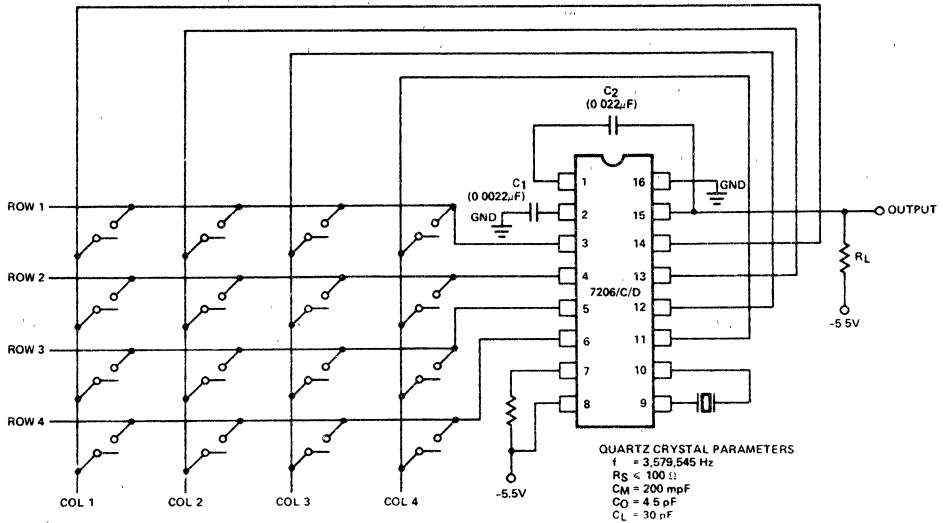 C2
(0 022µF)
C1
(0 0022µF)
GND
GND
ROW 1
ROW 2
ROW 3
ROW 4
1
2
3
4
5
6
7
8
16
15
14
13
12
11
10
9
7206/C/D
OUTPUT
RL
-5 5V
-5.5V
COL 1
COL 2
COL 3
COL 4
QUARTZ CRYSTAL PARAMETERS
f = 3,579,545 Hz
RS ≤ 100 Ω
CM = 200 mpF
CO = 4 5 pF
CL = 30 pF